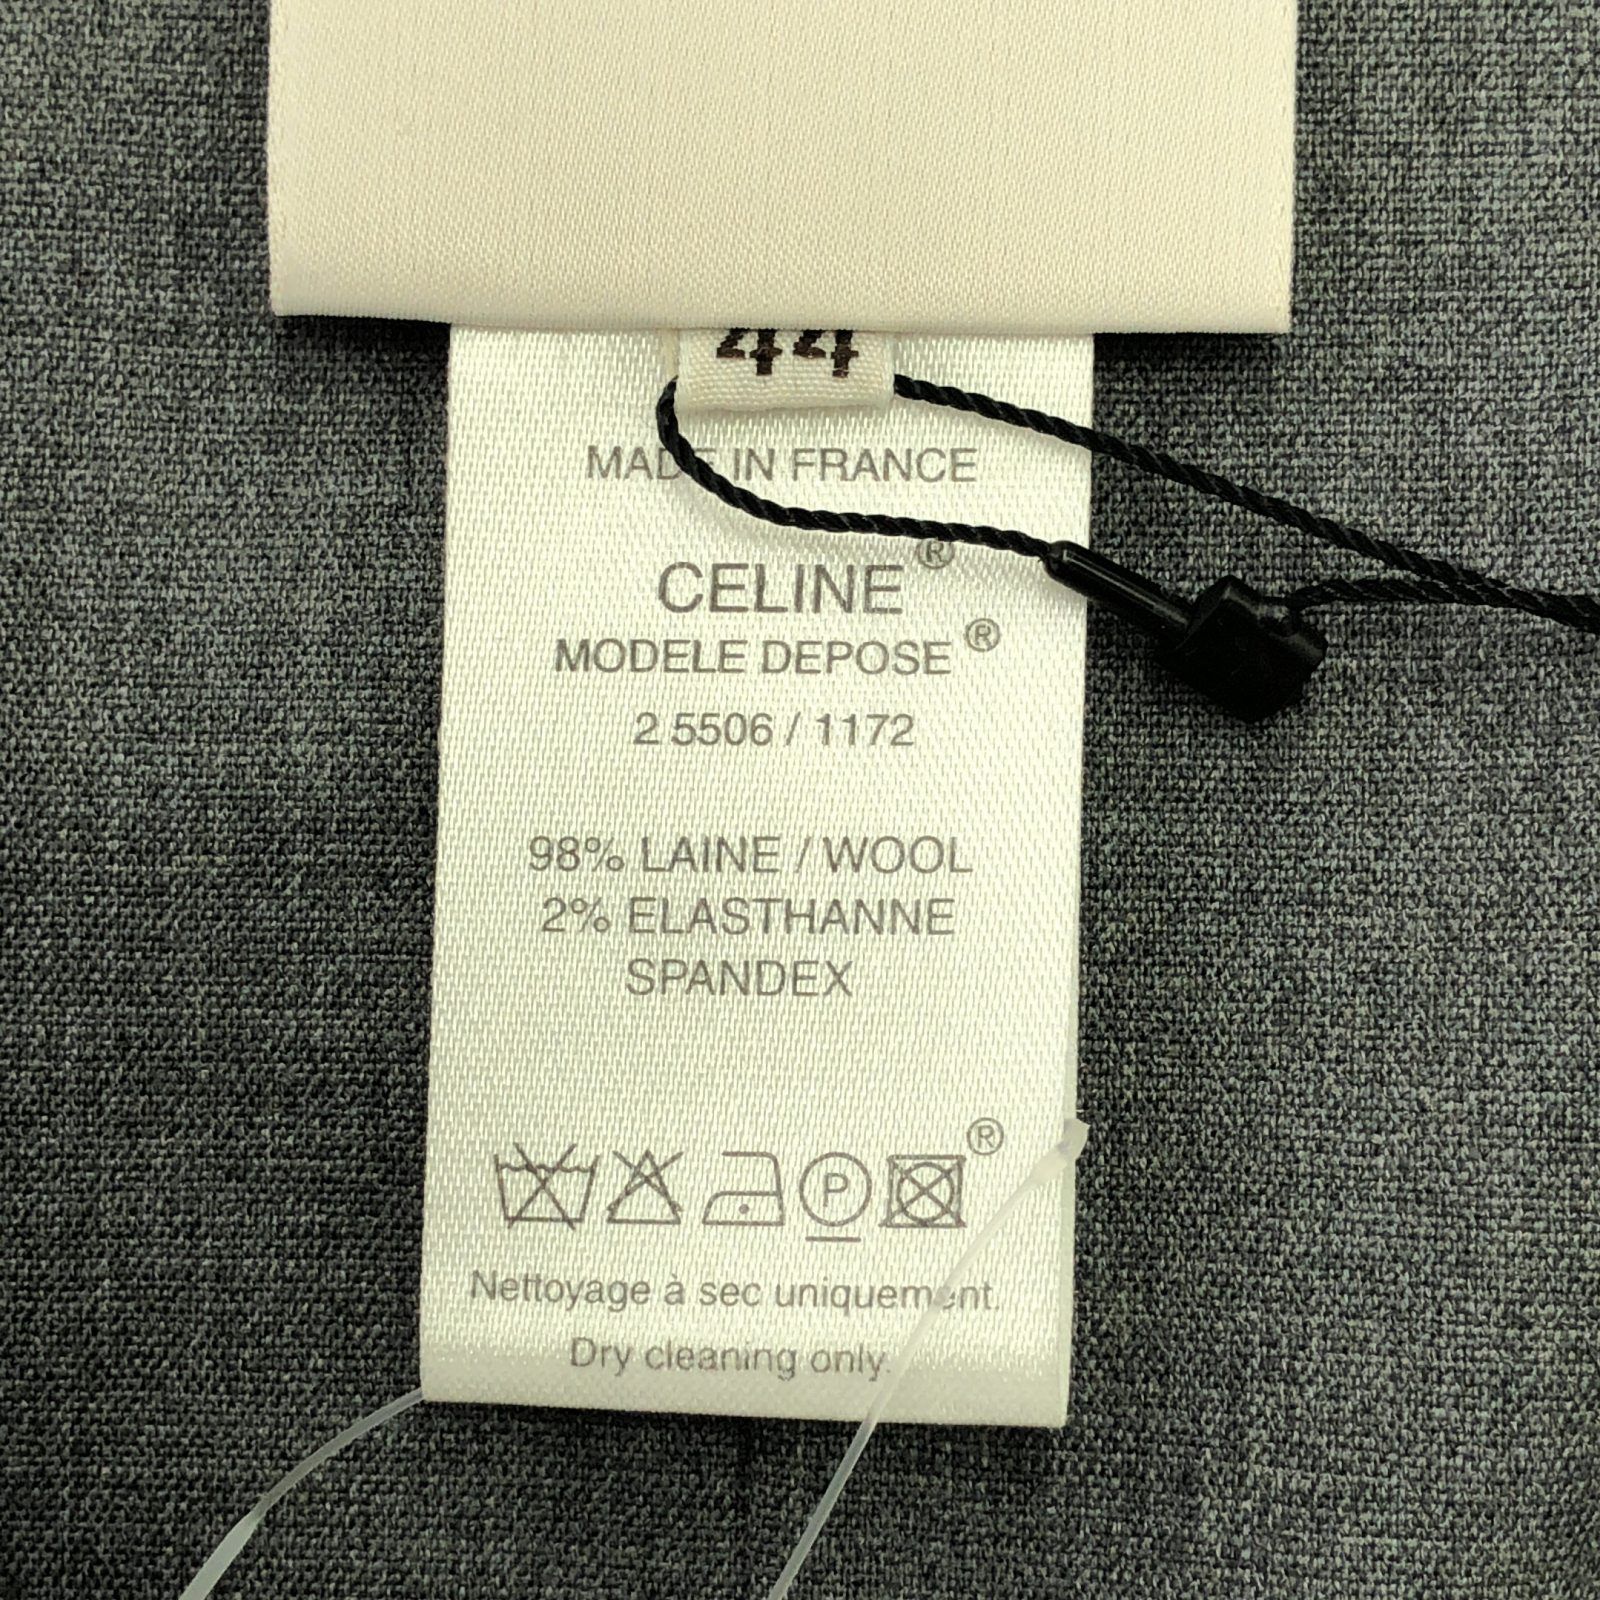 44
MADE IN FRANCE
CELINE®
MODELE DEPOSE®
2 5506 / 1172
98% LAINE / WOOL
2% ELASTHANNE
SPANDEX
®
P
Nettoyage à sec uniquement.
Dry cleaning only.